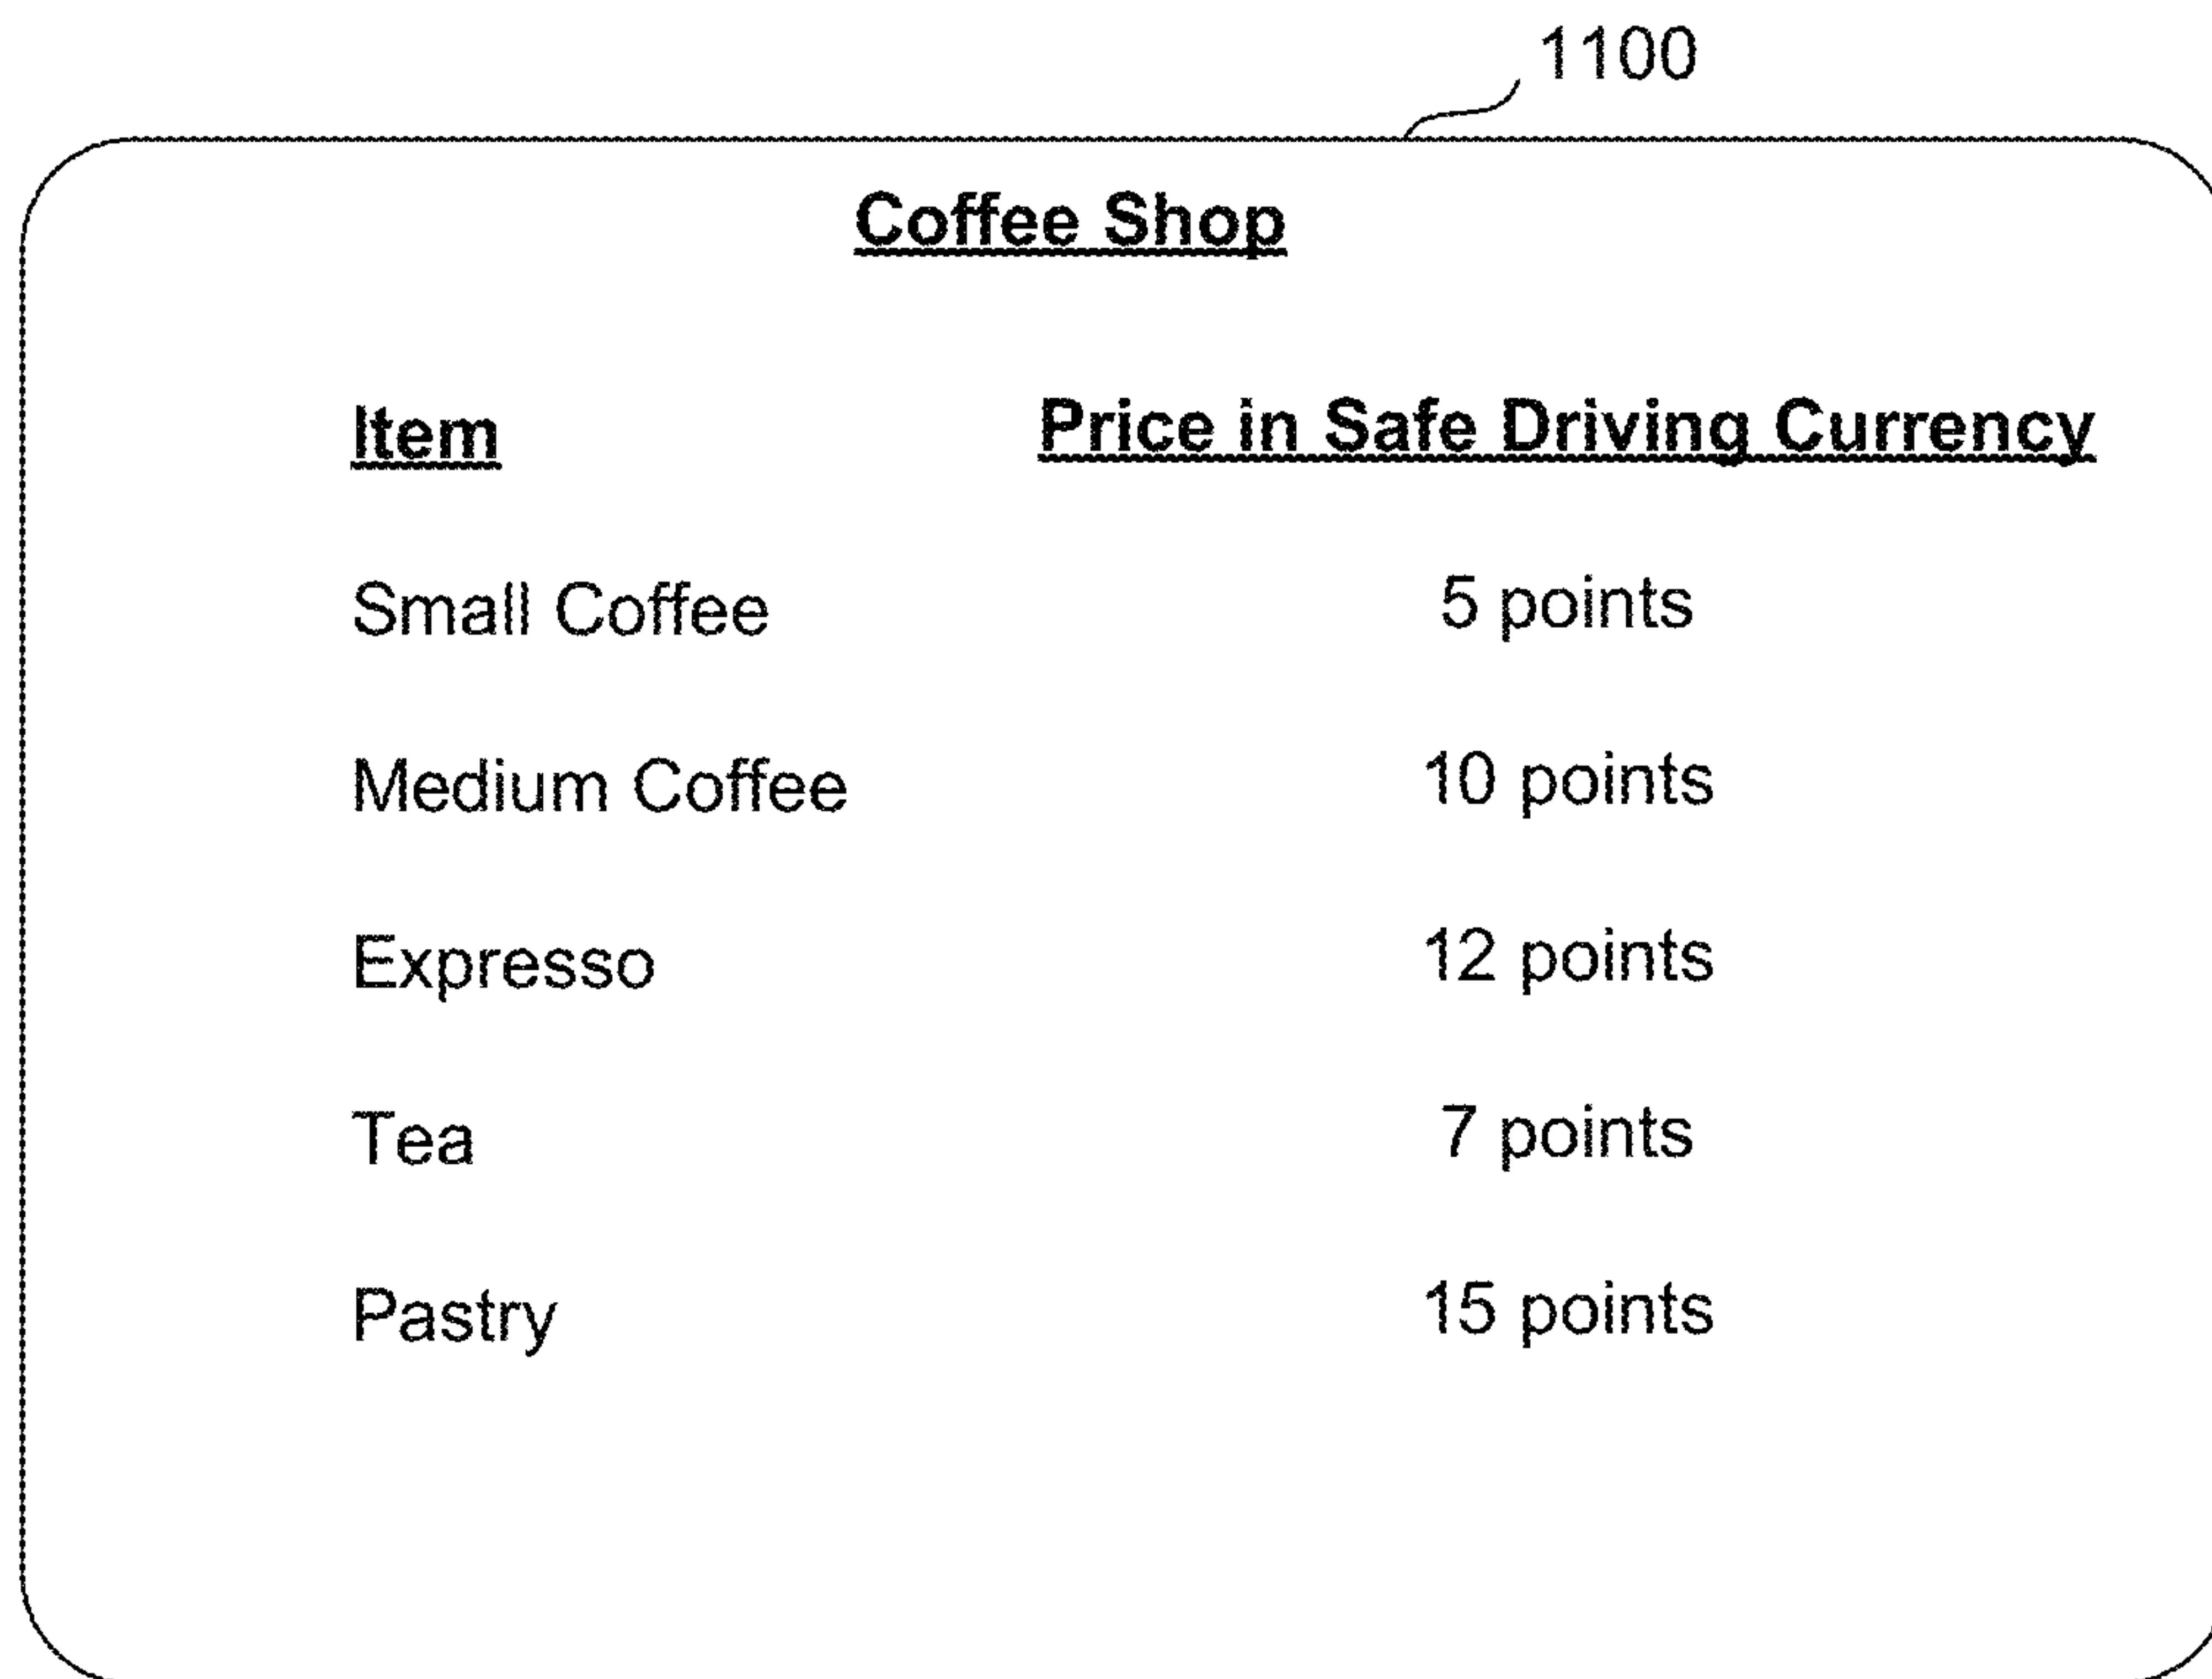 1100
Coffee Shop
Item Price in Safe Driving Currency
Small Coffee 5 points
Medium Coffee 10 points
Expresso 12 points
Tea 7 points
Pastry 15 points